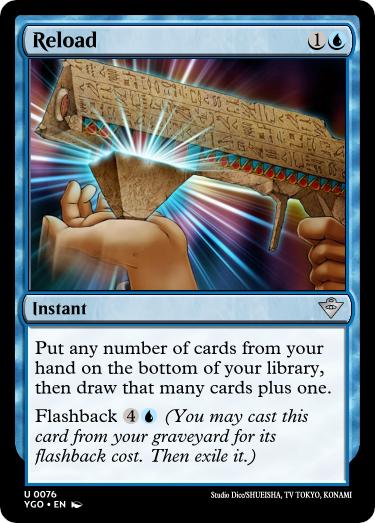 Reload 1
Instant
Put any number of cards from your
hand on the bottom of your library,
then draw that many cards plus one.
Flashback 4 (You may cast this
card from your graveyard for its
flashback cost. Then exile it.)
U 0076
YGO • EN
Studio Dice/SHUEISHA, TV TOKYO, KONAMI